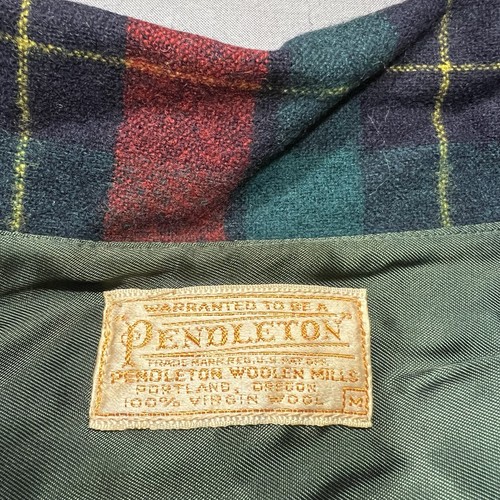 WARRANTED TO BE A
PENDLETON
TRADE MARK REG. U.S. PAT. OFF.
PENDLETON WOOLEN MILLS
PORTLAND, OREGON
100% VIRGIN WOOL M